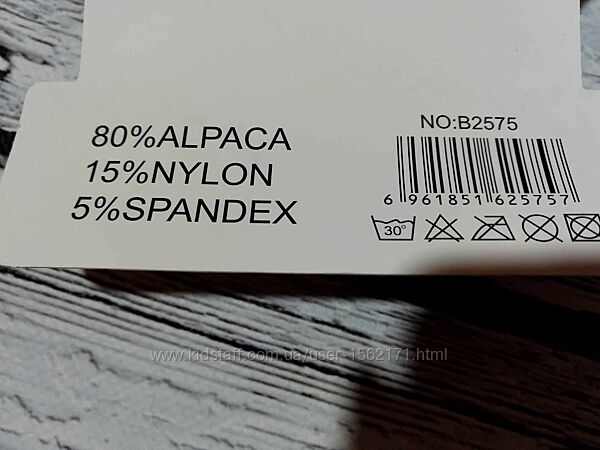 80%ALPACA
15%NYLON
5%SPANDEX
NO:B2575
6 961851 625757
30°
www.kidstaff.com.ua/user-1562171.html